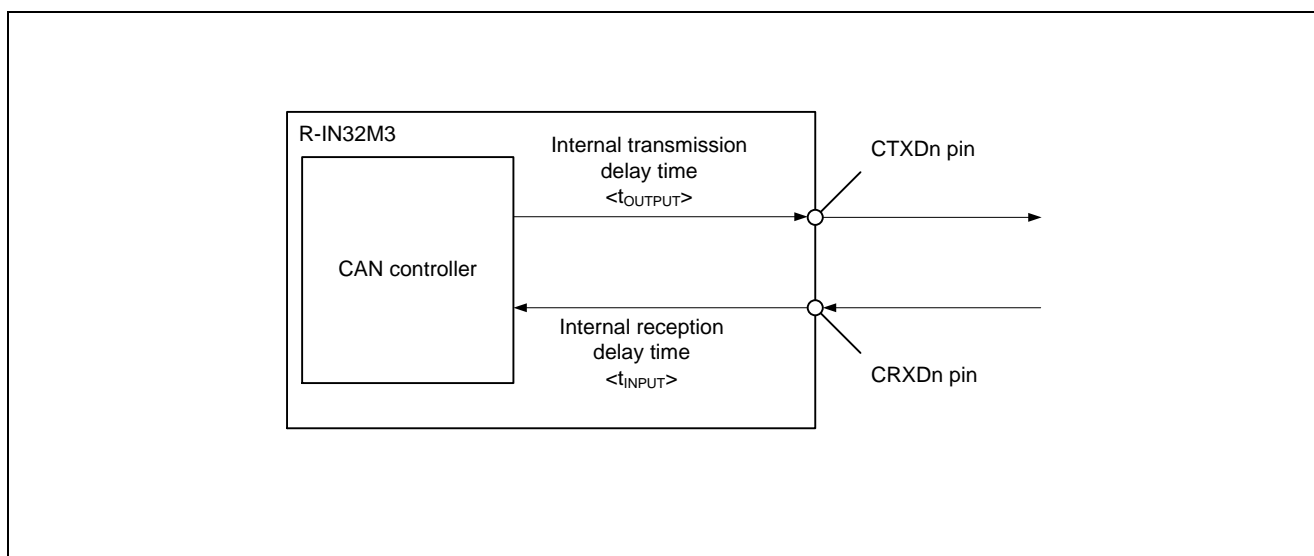 R-IN32M3
Internal transmission
delay time
<tOUTPUT>
CTXDn pin
CAN controller
Internal reception
delay time
<tINPUT>
CRXDn pin